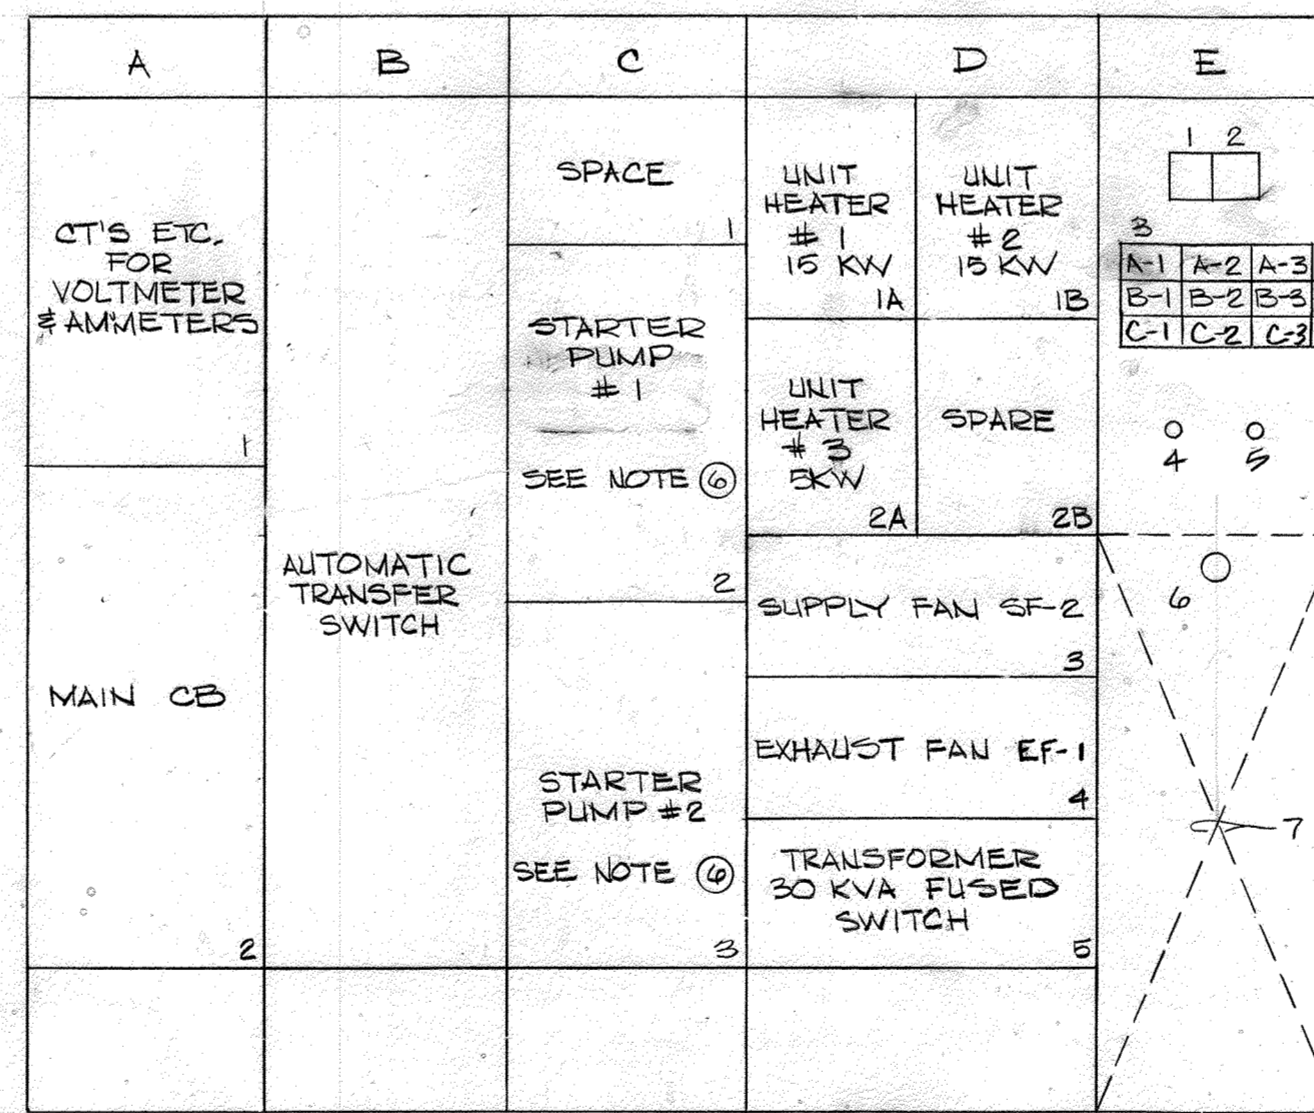 A B C D E
CT'S ETC.
FOR
VOLTMETER
& AMMETERS
1
MAIN CB
2
AUTOMATIC
TRANSFER
SWITCH
SPACE
1
STARTER
PUMP
# 1
SEE NOTE 6
2
STARTER
PUMP #2
SEE NOTE 6
3
UNIT
HEATER
# 1
15 KW
1A
UNIT
HEATER
# 2
15 KW
1B
UNIT
HEATER
# 3
5KW
2A
SPARE
2B
SUPPLY FAN SF-2
3
EXHAUST FAN EF-1
4
TRANSFORMER
30 KVA FUSED
SWITCH
5
1 2
3
A-1 A-2 A-3
B-1 B-2 B-3
C-1 C-2 C-3
4 5
6
7